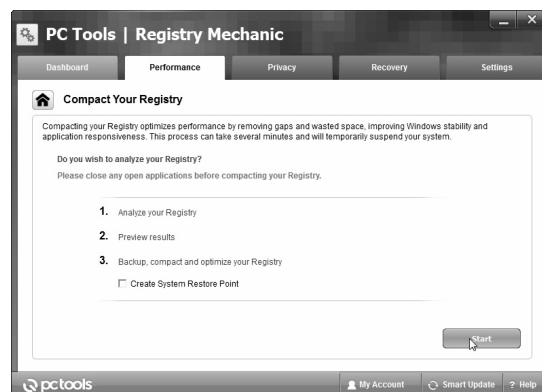 PC Tools | Registry Mechanic
Dashboard Performance Privacy Recovery Settings
Compact Your Registry
Compacting your Registry optimizes performance by removing gaps and wasted space, improving Windows stability and
application responsiveness. This process can take several minutes and will temporarily suspend your system.
Do you wish to analyze your Registry?
Please close any open applications before compacting your Registry.
1. Analyze your Registry
2. Preview results
3. Backup, compact and optimize your Registry
Create System Restore Point
Start
pctools My Account Smart Update ? Help